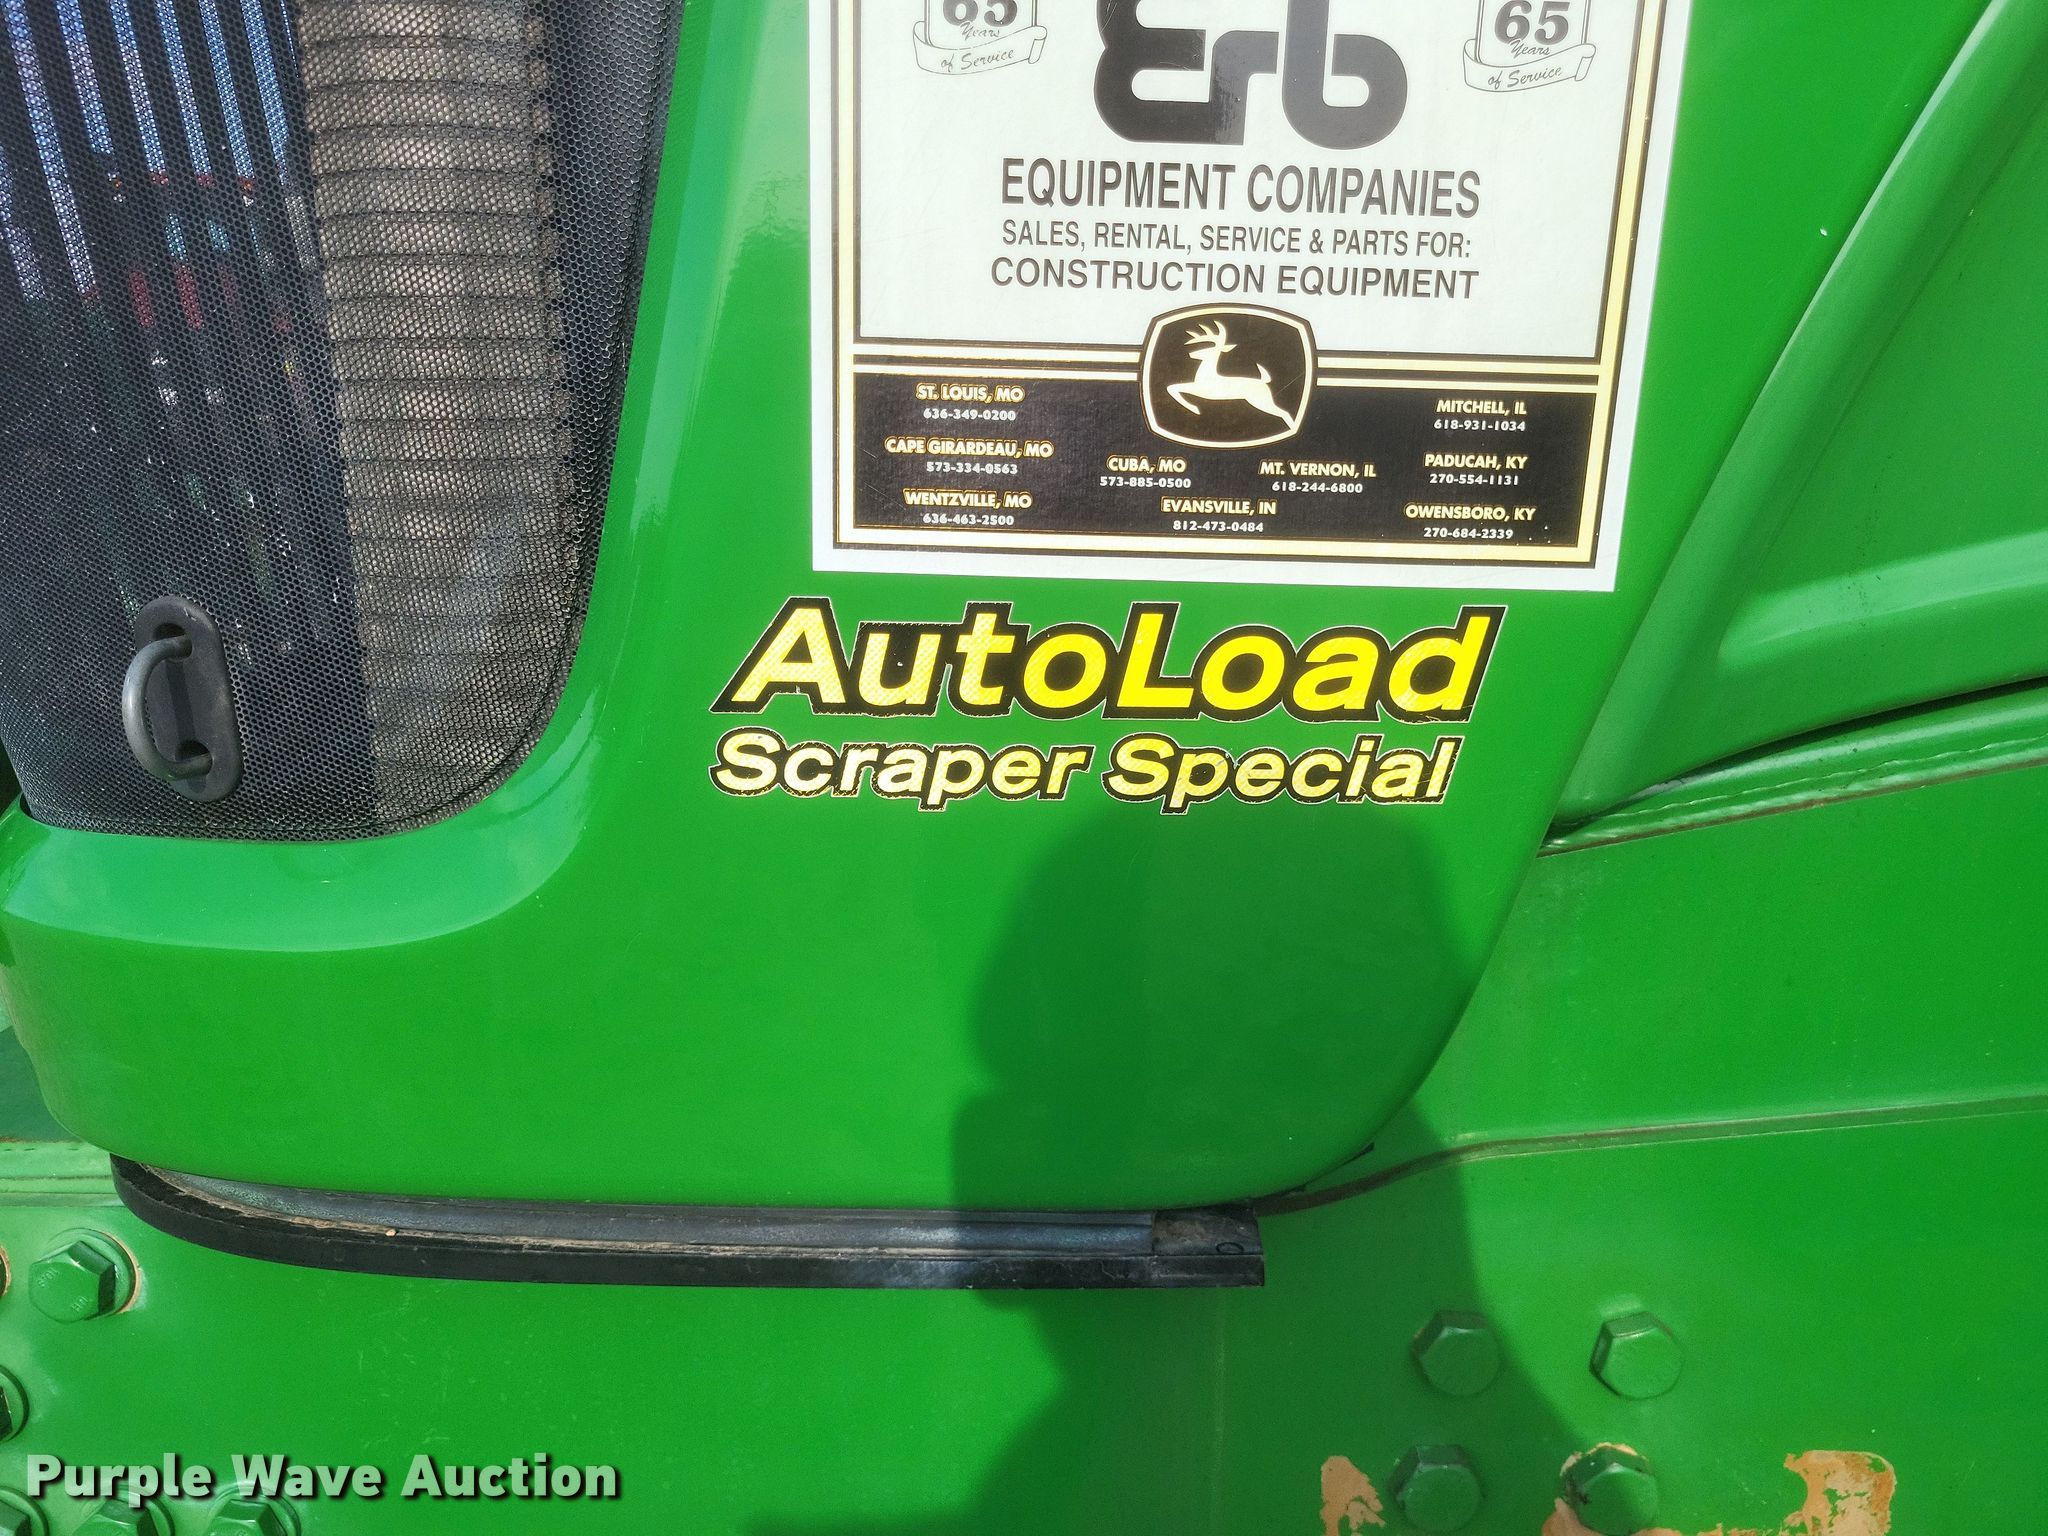 65
Years
of Service
Erb
65
Years
of Service
EQUIPMENT COMPANIES
SALES, RENTAL, SERVICE & PARTS FOR:
CONSTRUCTION EQUIPMENT
ST. LOUIS, MO
636-349-0200
CAPE GIRARDEAU, MO
573-334-0563
WENTZVILLE, MO
636-463-2500
CUBA, MO
573-885-0500
EVANSVILLE, IN
812-473-0484
MT. VERNON, IL
618-244-6800
MITCHELL, IL
618-931-1034
PADUCAH, KY
270-554-1131
OWENSBORO, KY
270-684-2339
AutoLoad
Scraper Special
Purple Wave Auction